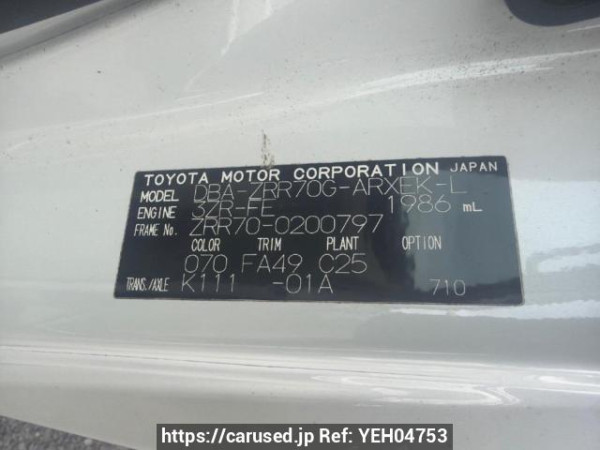 TOYOTA MOTOR CORPORATION JAPAN
MODEL DBA-ZRR70G-ARXEK-L
ENGINE 3ZR-FE 1986 mL
FRAME No. ZRR70-0200797
COLOR TRIM PLANT OPTION
070 FA49 C25
TRANS./AXLE K111 -01A 710
https://carused.jp Ref: YEH04753